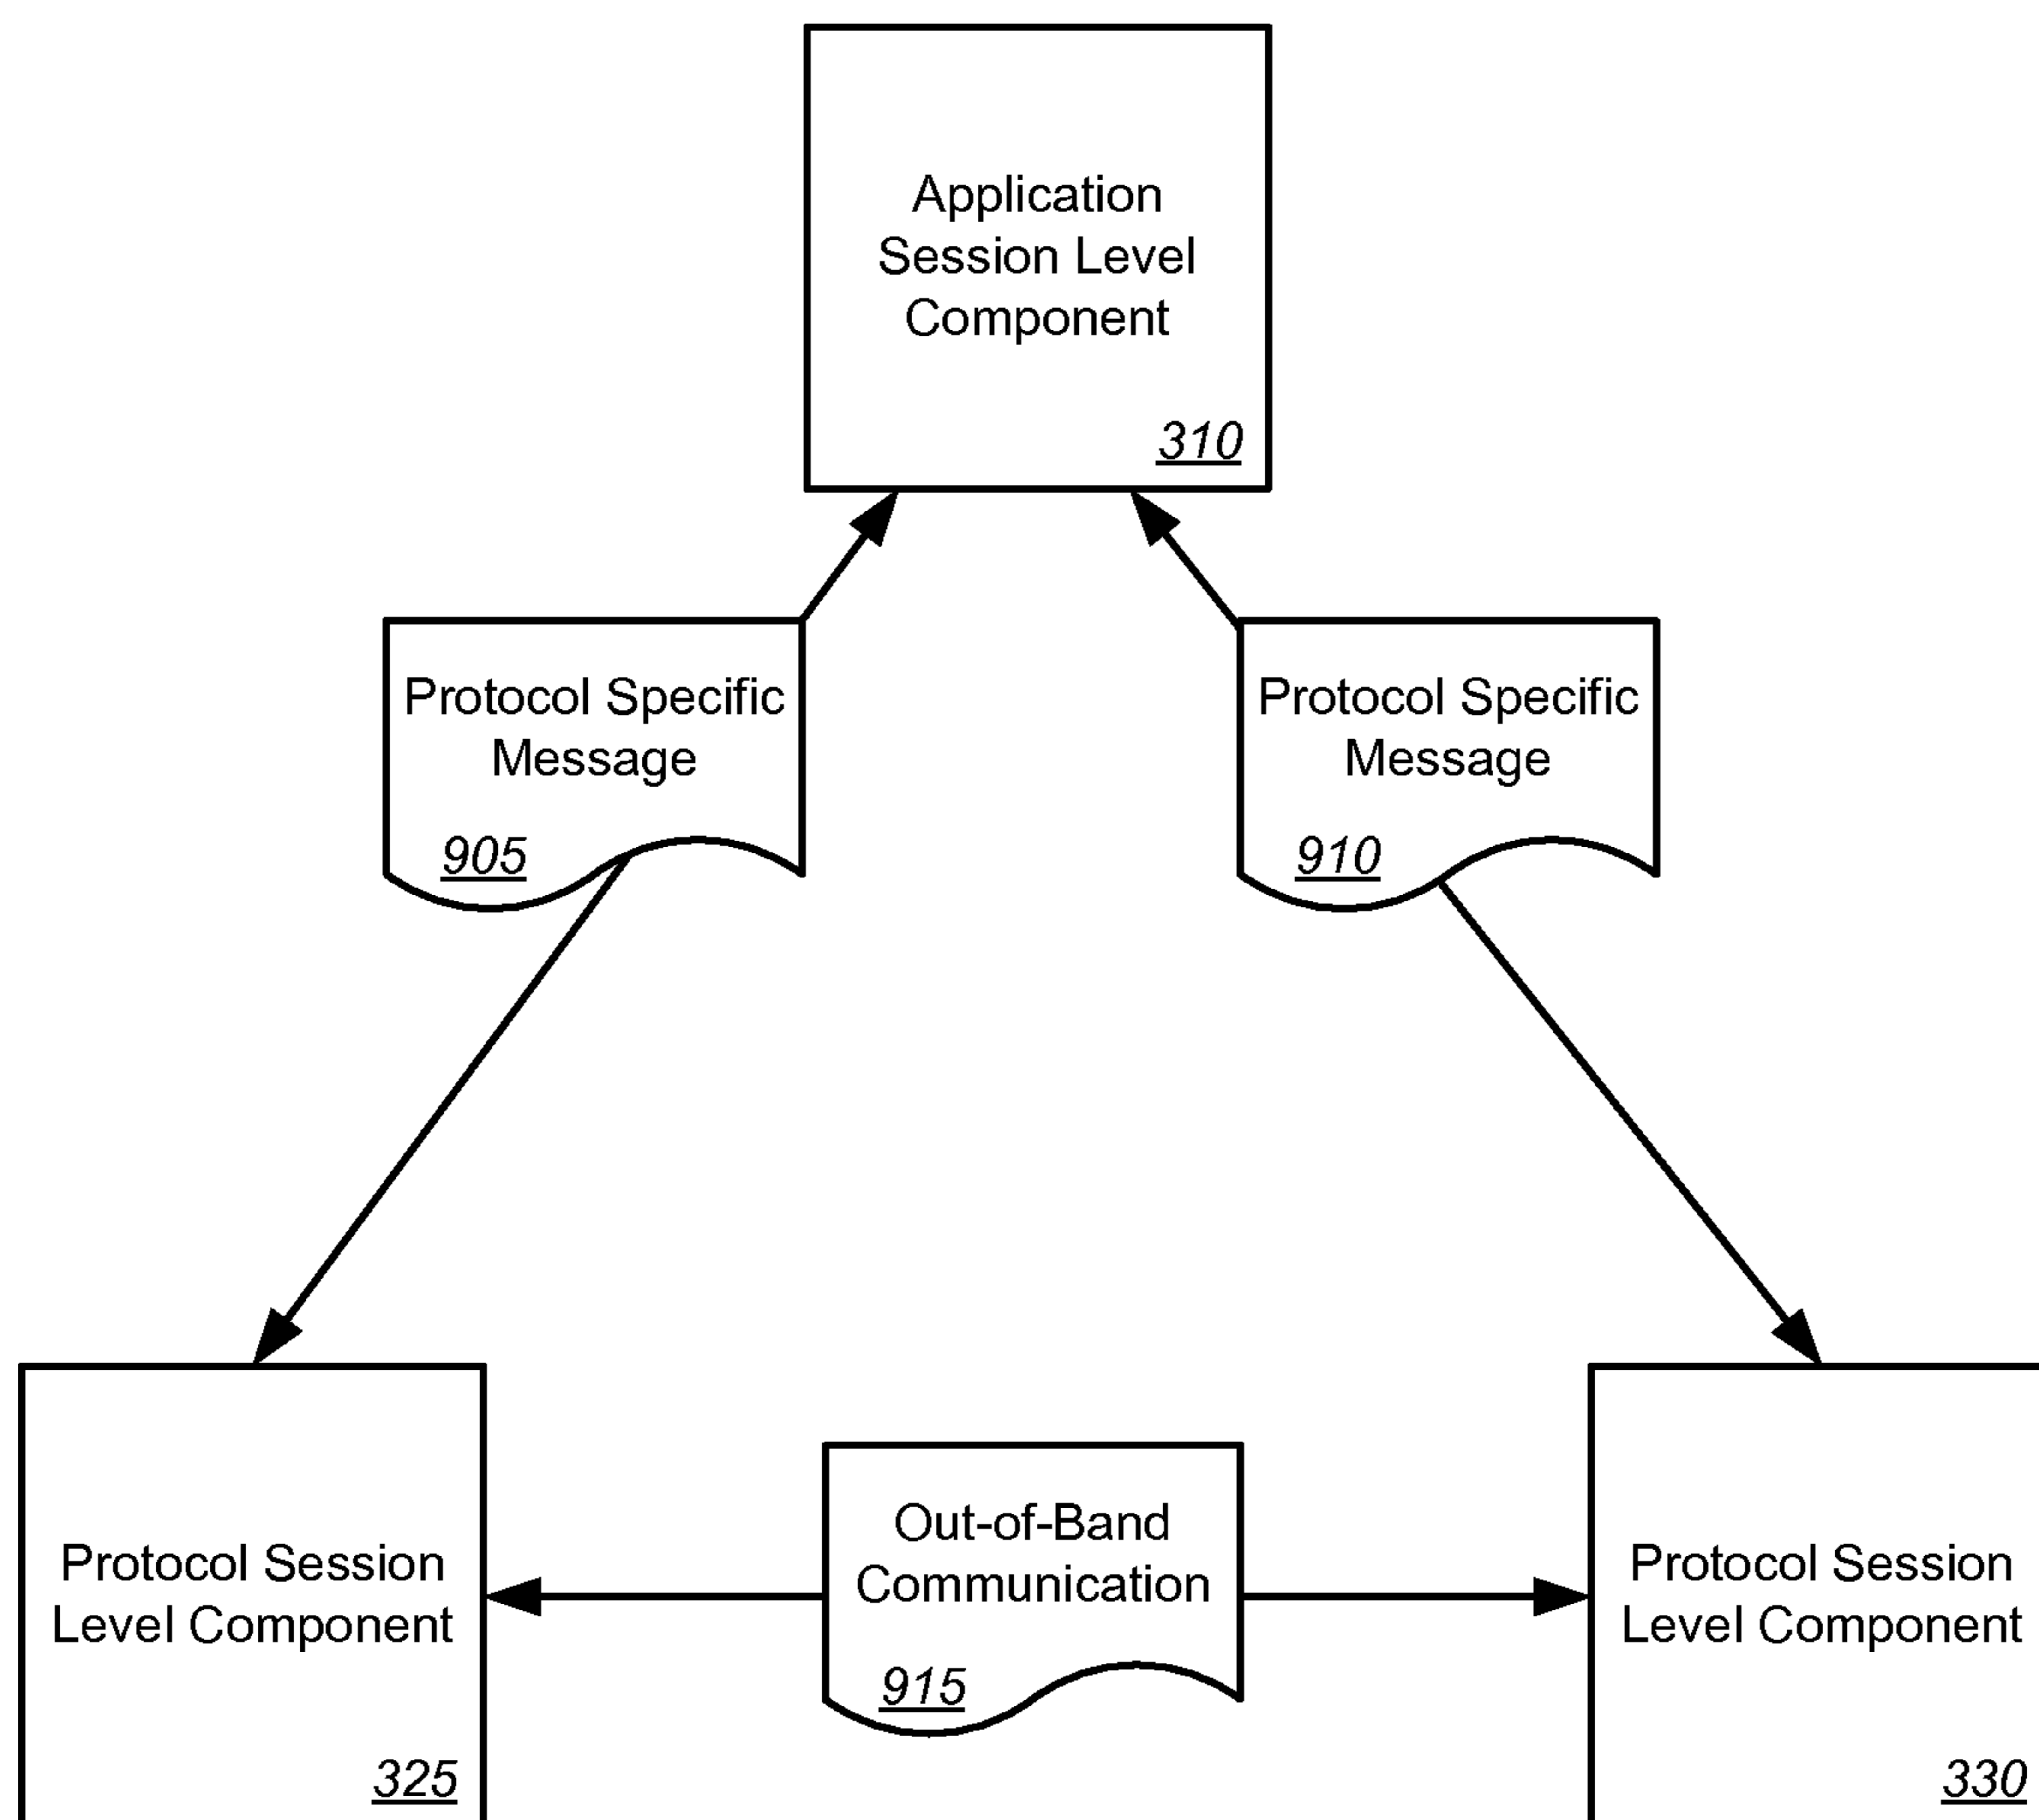 Application
Session Level
Component
310
Protocol Specific
Message
905
Protocol Specific
Message
910
Protocol Session
Level Component
325
Out-of-Band
Communication
915
Protocol Session
Level Component
330